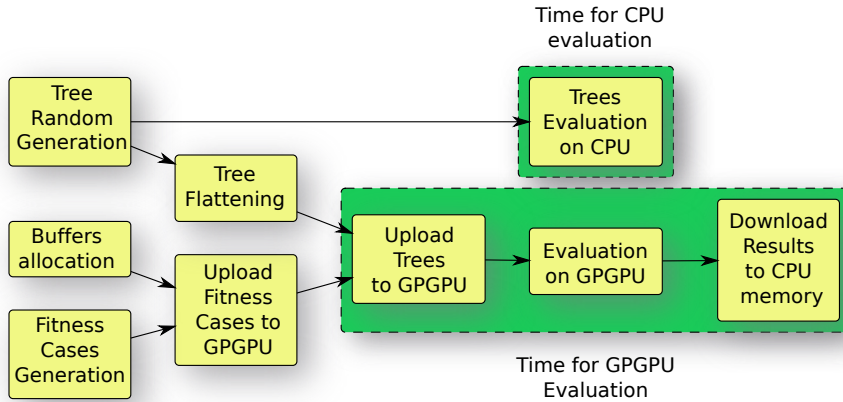 Time for CPU
evaluation
Tree
Random
Generation
Trees
Evaluation
on CPU
Tree
Flattening
Buffers
allocation
Upload
Fitness
Cases to
GPGPU
Upload
Trees
to GPGPU
Evaluation
on GPGPU
Download
Results
to CPU
memory
Fitness
Cases
Generation
Time for GPGPU
Evaluation